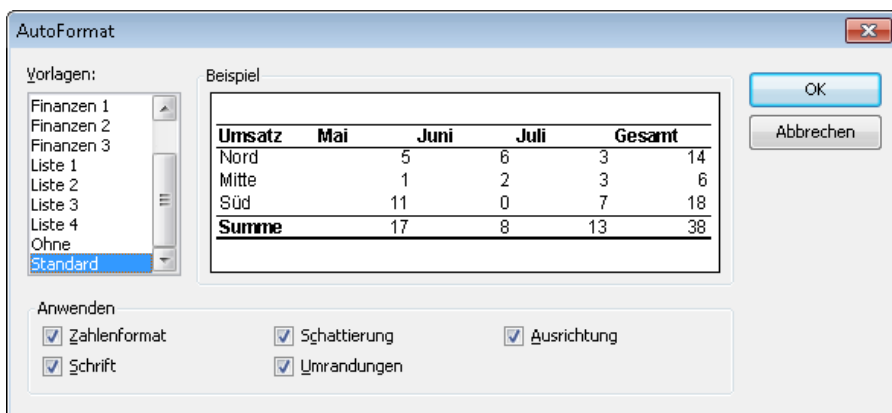 AutoFormat
Vorlagen:
Finanzen 1
Finanzen 2
Finanzen 3
Liste 1
Liste 2
Liste 3
Liste 4
Ohne
Standard
Beispiel
Umsatz Mai Juni Juli Gesamt
Nord 5 6 3 14
Mitte 1 2 3 6
Süd 11 0 7 18
Summe 17 8 13 38
OK
Abbrechen
Anwenden
Zahlenformat Schattierung Ausrichtung
Schrift Umrandungen